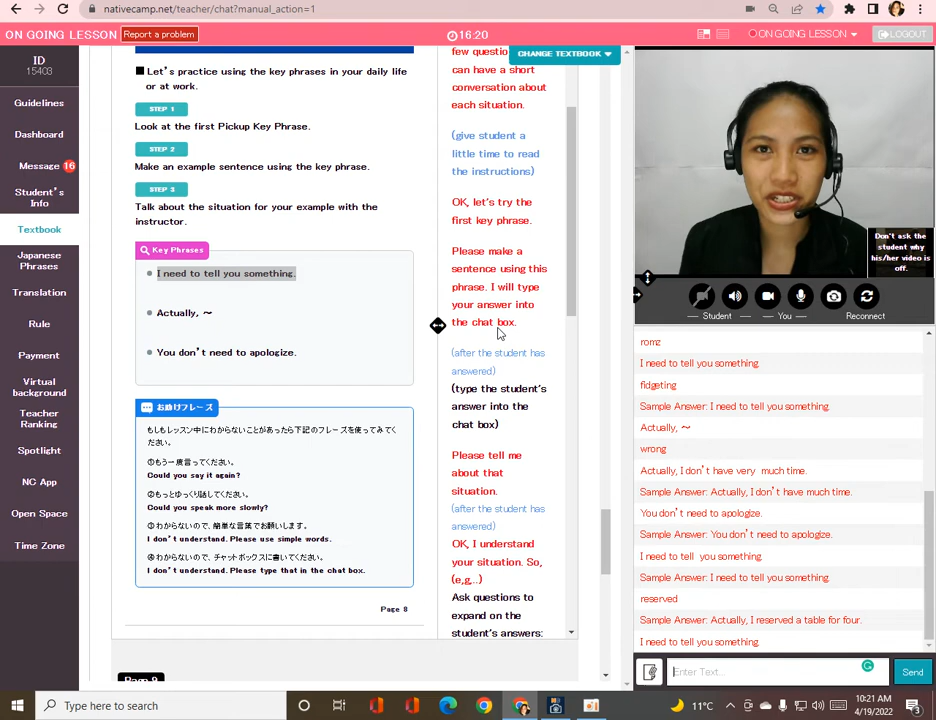 nativecamp.net/teacher/chat?manual_action=1
ON GOING LESSON
Report a problem
16:20
ON GOING LESSON
LOGOUT
ID
15403
Guidelines
Dashboard
Message 16
Student's
Info
Textbook
Japanese
Phrases
Translation
Rule
Payment
Virtual
background
Teacher
Ranking
Spotlight
NC App
Open Space
Time Zone
■ Let's practice using the key phrases in your daily life
or at work.
STEP 1
Look at the first Pickup Key Phrase.
STEP 2
Make an example sentence using the key phrase.
STEP 3
Talk about the situation for your example with the
instructor.
Key Phrases
I need to tell you something.
Actually, ～
You don't need to apologize.
お助けフレーズ
もしもレッスン中にわからないことがあったら下記のフレーズを使ってみてく
ださい。
①もう一度言ってください。
Could you say it again?
②もっとゆっくり話してください。
Could you speak more slowly?
③わからないので、簡単な言葉でお願いします。
I don't understand. Please use simple words.
④わからないので、チャットボックスに書いてください。
I don't understand. Please type that in the chat box.
Page 8
Page 9
CHANGE TEXTBOOK
few question
can have a short
conversation about
each situation.
(give student a
little time to read
the instructions)
OK, let's try the
first key phrase.
Please make a
sentence using this
phrase. I will type
your answer into
the chat box.
(after the student has
answered)
(type the student's
answer into the
chat box)
Please tell me
about that
situation.
(after the student has
answered)
OK, I understand
your situation. So,
(e,g,..)
Ask questions to
expand on the
student's answers:
Don't ask the
student why
his/her video
is off.
Student
You
Reconnect
romg
I need to tell you something.
fidgeting
Sample Answer: I need to tell you something.
Actually, ～
wrong
Actually, I don't have very much time.
Sample Answer: Actually, I don't have much time.
You don't need to apologize.
Sample Answer: You don't need to apologize.
I need to tell you something.
Sample Answer: I need to tell you something.
reserved
Sample Answer: Actually, I reserved a table for four.
I need to tell you something.
Enter Text...
Send
Type here to search
11°C
10:21 AM
4/19/2022
3